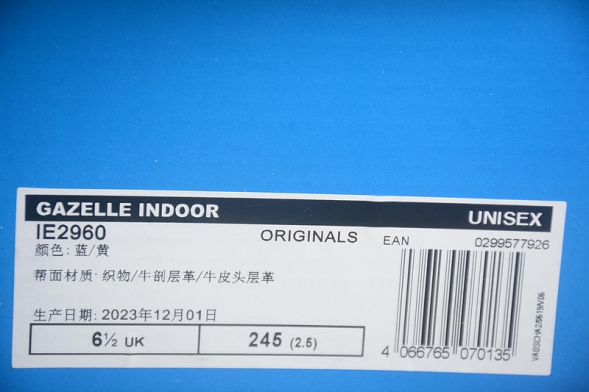 GAZELLE INDOOR UNISEX
IE2960 ORIGINALS EAN 0299577926
颜色: 蓝/黄
帮面材质: 织物/牛剖层革/牛皮头层革
生产日期: 2023年12月01日
6½ UK 245 (2.5)
4 066765 070135